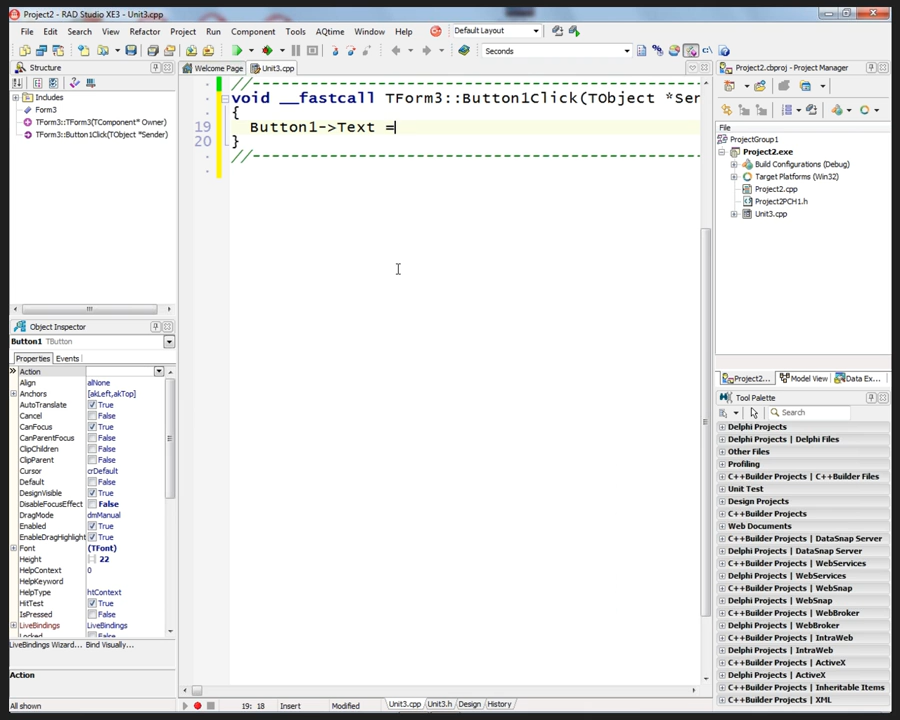 Project2 - RAD Studio XE3 - Unit3.cpp
File Edit Search View Refactor Project Run Component Tools AQtime Window Help Default Layout
Seconds
Structure
Includes
Form3
TForm3::TForm3(TComponent* Owner)
TForm3::Button1Click(TObject *Sender)
Welcome Page Unit3.cpp
//---------------------------------------------------
void __fastcall TForm3::Button1Click(TObject *Sen
{
19 Button1->Text =
20 }
//---------------------------------------------------
Project2.cbproj - Project Manager
File
ProjectGroup1
Project2.exe
Build Configurations (Debug)
Target Platforms (Win32)
Project2.cpp
Project2PCH1.h
Unit3.cpp
Project2... Model View Data Ex...
Object Inspector
Button1 TButton
Properties Events
Action
Align alNone
Anchors [akLeft,akTop]
AutoTranslate True
Cancel False
CanFocus True
CanParentFocus False
ClipChildren False
ClipParent False
Cursor crDefault
Default False
DesignVisible True
DisableFocusEffect False
DragMode dmManual
Enabled True
EnableDragHighlight True
Font (TFont)
Height 22
HelpContext 0
HelpKeyword
HelpType htContext
HitTest True
IsPressed False
LiveBindings LiveBindings
Locked False
LiveBindings Wizard... Bind Visually...
Action
All shown
Tool Palette
Search
Delphi Projects
Delphi Projects | Delphi Files
Other Files
Profiling
C++Builder Projects | C++Builder Files
Unit Test
Design Projects
C++Builder Projects
Web Documents
C++Builder Projects | DataSnap Server
Delphi Projects | DataSnap Server
C++Builder Projects | WebServices
Delphi Projects | WebServices
C++Builder Projects | WebSnap
Delphi Projects | WebSnap
C++Builder Projects | WebBroker
Delphi Projects | WebBroker
C++Builder Projects | IntraWeb
Delphi Projects | IntraWeb
C++Builder Projects | ActiveX
Delphi Projects | ActiveX
C++Builder Projects | Inheritable Items
C++Builder Projects | XML
19: 18 Insert Modified Unit3.cpp Unit3.h Design History